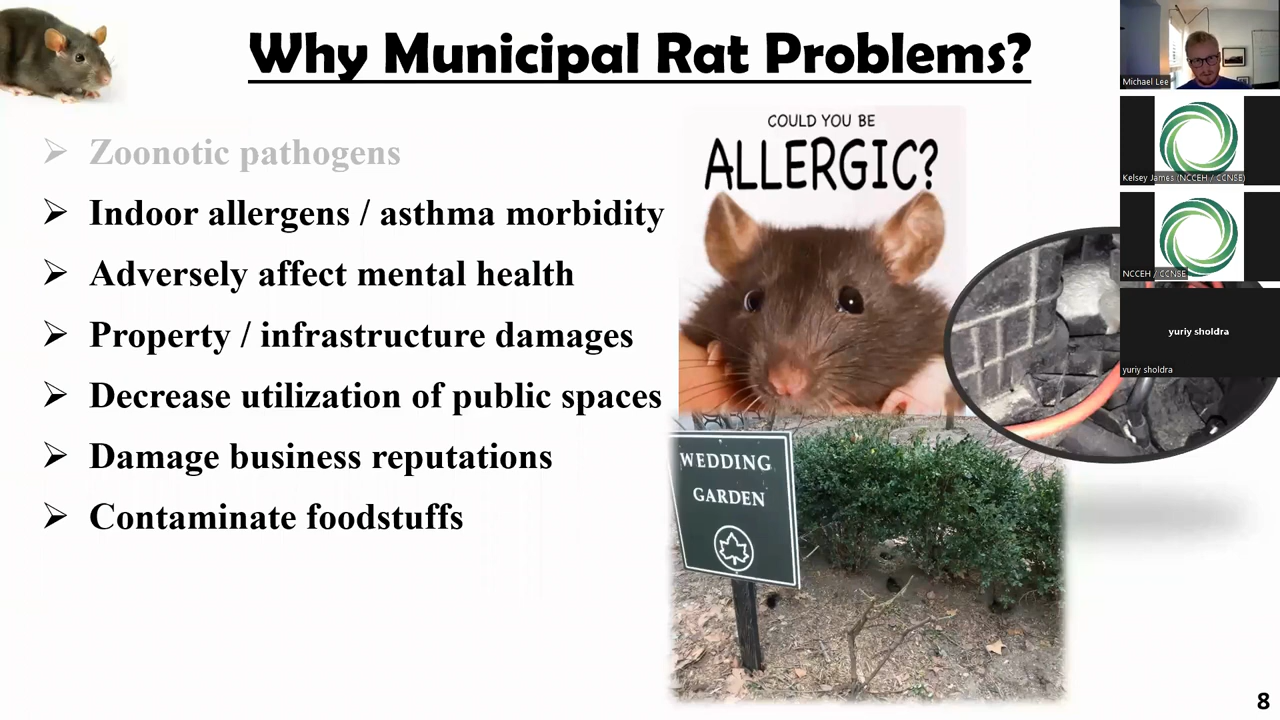 Why Municipal Rat Problems?
Zoonotic pathogens
Indoor allergens / asthma morbidity
Adversely affect mental health
Property / infrastructure damages
Decrease utilization of public spaces
Damage business reputations
Contaminate foodstuffs
COULD YOU BE
ALLERGIC?
WEDDING
GARDEN
Michael Lee
Kelsey James (NCCEH / CCNSE)
NCCEH / CCNSE
yuriy sholdra
yuriy sholdra
8